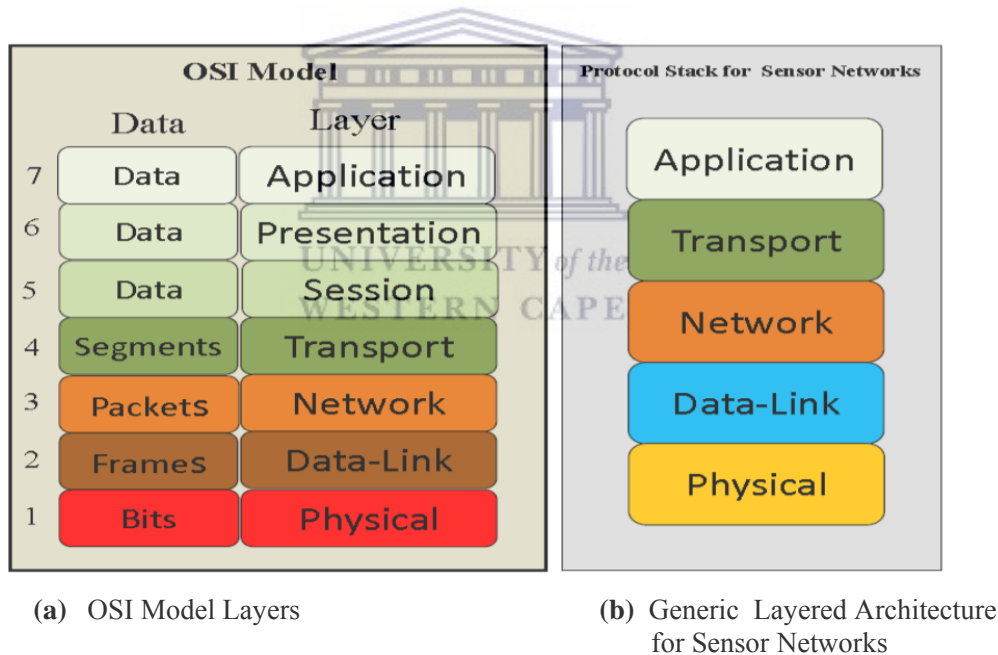 OSI Model
Data Layer
7 Data Application
6 Data Presentation
5 Data Session
4 Segments Transport
3 Packets Network
2 Frames Data-Link
1 Bits Physical
Protocol Stack for Sensor Networks
Application
Transport
Network
Data-Link
Physical
UNIVERSITY of the
WESTERN CAPE
(a) OSI Model Layers
(b) Generic Layered Architecture
for Sensor Networks